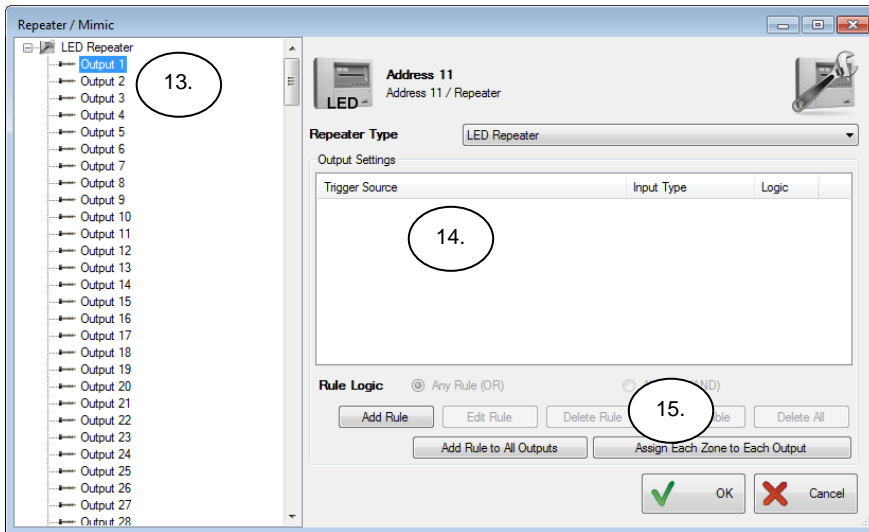 Repeater / Mimic
LED Repeater
Output 1
Output 2
Output 3
Output 4
Output 5
Output 6
Output 7
Output 8
Output 9
Output 10
Output 11
Output 12
Output 13
Output 14
Output 15
Output 16
Output 17
Output 18
Output 19
Output 20
Output 21
Output 22
Output 23
Output 24
Output 25
Output 26
Output 27
Output 28
13.
LED
Address 11
Address 11 / Repeater
Repeater Type
LED Repeater
Output Settings
Trigger Source Input Type Logic
14.
Rule Logic Any Rule (OR)
15.
Add Rule Edit Rule Delete Rule Delete All
Add Rule to All Outputs Assign Each Zone to Each Output
OK Cancel